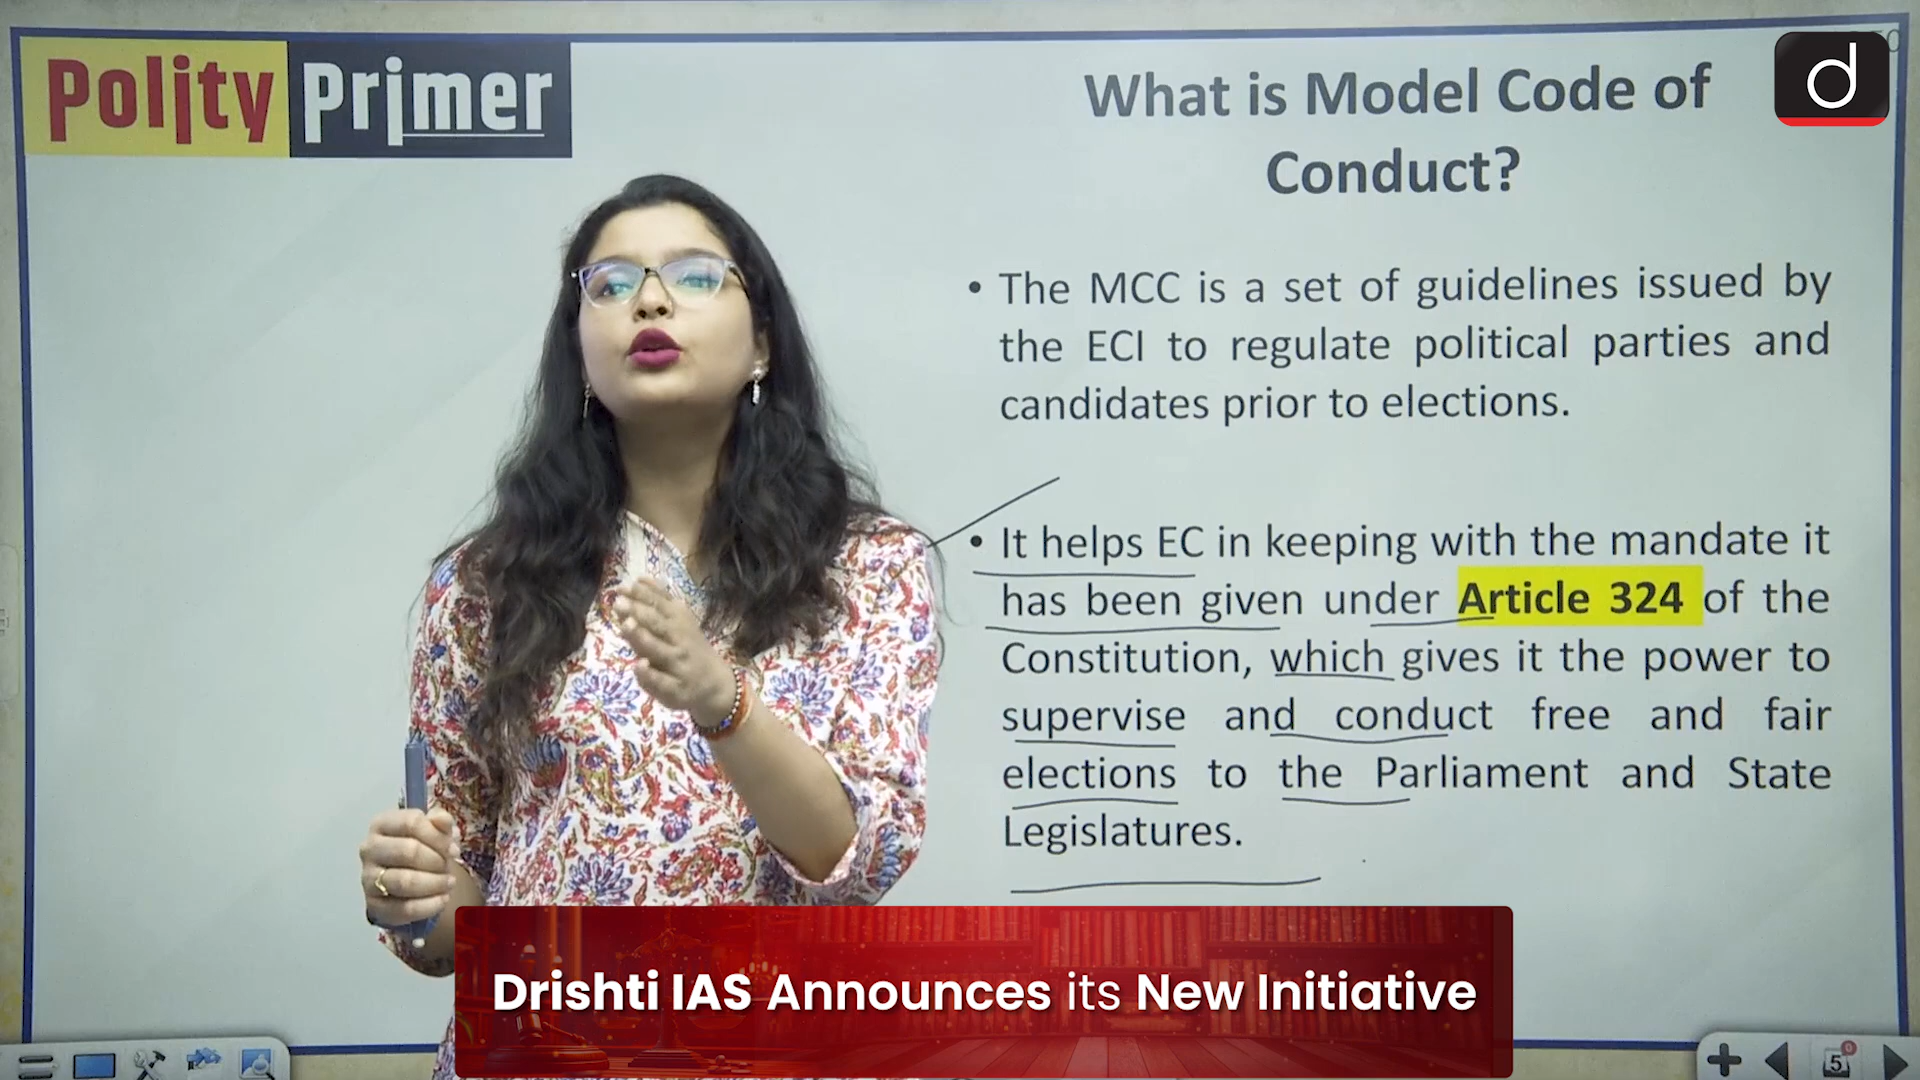 Polity Primer
What is Model Code of
Conduct?
d
• The MCC is a set of guidelines issued by
the ECI to regulate political parties and
candidates prior to elections.
• It helps EC in keeping with the mandate it
has been given under Article 324 of the
Constitution, which gives it the power to
supervise and conduct free and fair
elections to the Parliament and State
Legislatures.
Drishti IAS Announces its New Initiative
5
0